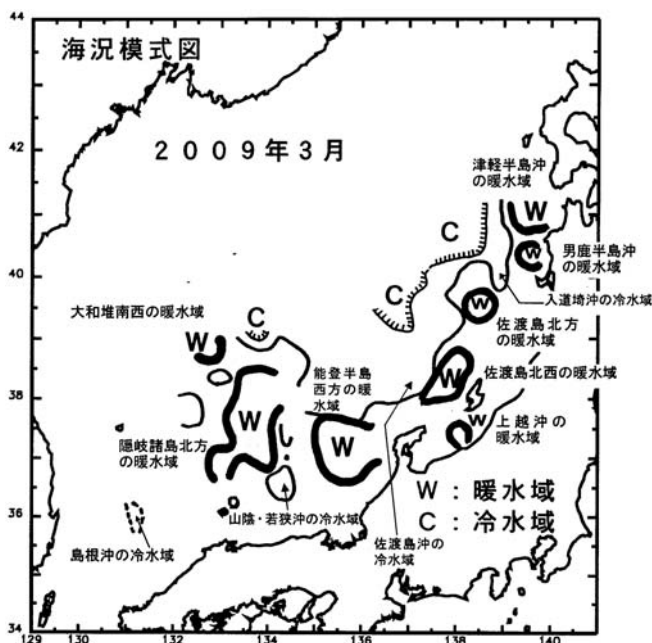 44
海況模式図
2009年3月
42
津軽半島沖
の暖水域
W
C
W
男鹿半島沖
の暖水域
40
C
入道埼沖の冷水域
大和堆南西の暖水域
C
W
佐渡島北方
の暖水域
W
能登半島
西方の暖
水域
W
佐渡島北西の暖水域
38
W
W
W
上越沖の
暖水域
隠岐諸島北方
の暖水域
W:暖水域
山陰・若狭沖の冷水域
C:冷水域
36
佐渡島沖の
冷水域
島根沖の冷水域
34
129 130 132 134 136 138 140